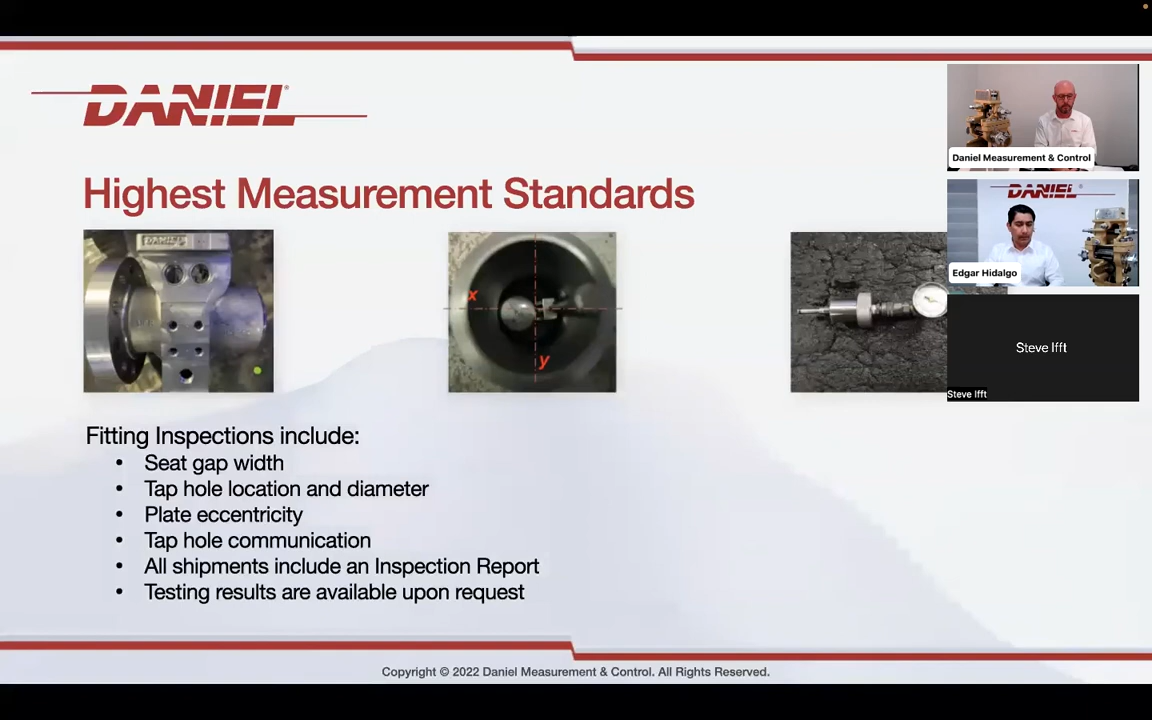 DANIEL®
Highest Measurement Standards
DANIEL
x
y
Fitting Inspections include:
• Seat gap width
• Tap hole location and diameter
• Plate eccentricity
• Tap hole communication
• All shipments include an Inspection Report
• Testing results are available upon request
Copyright © 2022 Daniel Measurement & Control. All Rights Reserved.
Daniel Measurement & Control
DANIEL®
Edgar Hidalgo
Steve Ifft
Steve Ifft